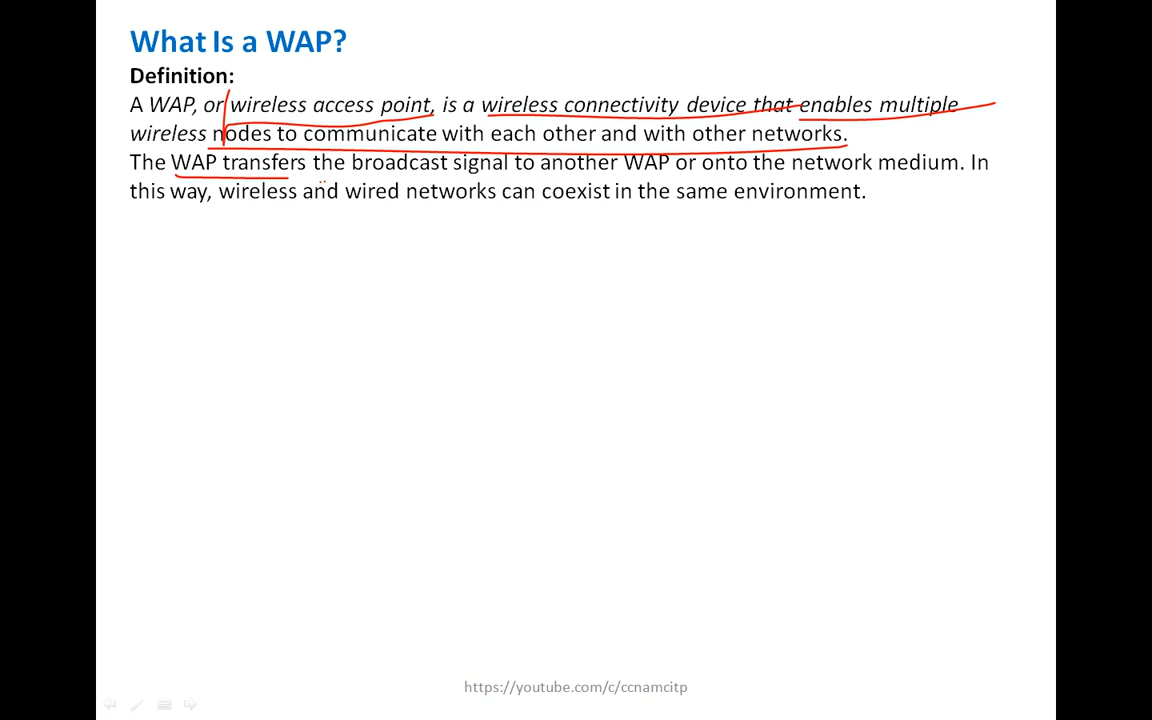 What Is a WAP?
Definition:
A WAP, or wireless access point, is a wireless connectivity device that enables multiple
wireless nodes to communicate with each other and with other networks.
The WAP transfers the broadcast signal to another WAP or onto the network medium. In
this way, wireless and wired networks can coexist in the same environment.
https://youtube.com/c/ccnamcitp